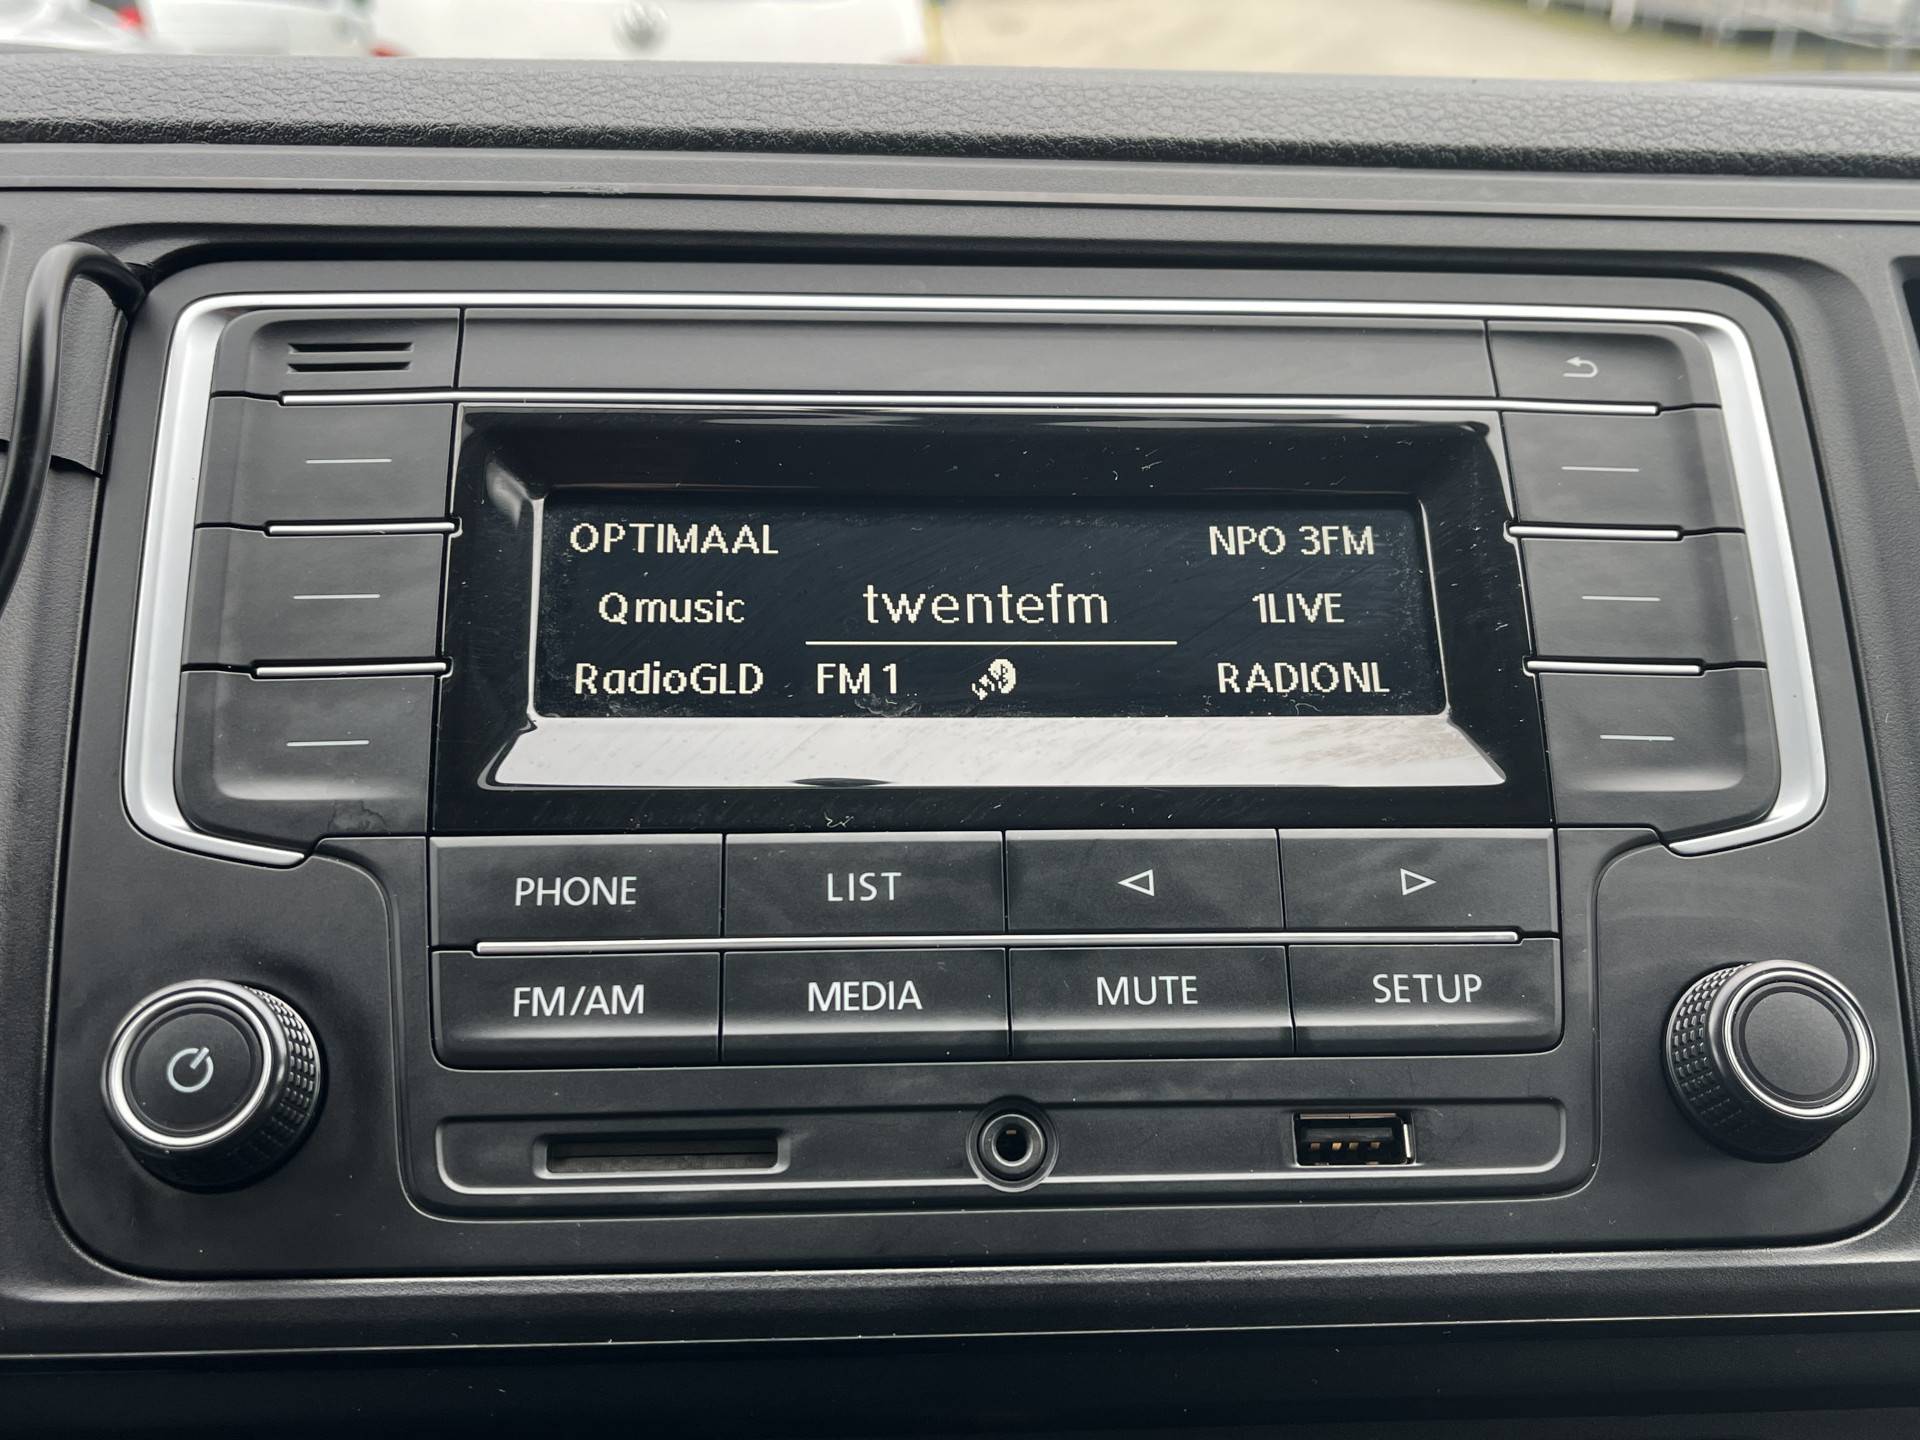 OPTIMAAL NPO 3FM
Qmusic twentefm 1LIVE
RadioGLD FM 1 RADIONL
PHONE LIST
FM/AM MEDIA MUTE SETUP